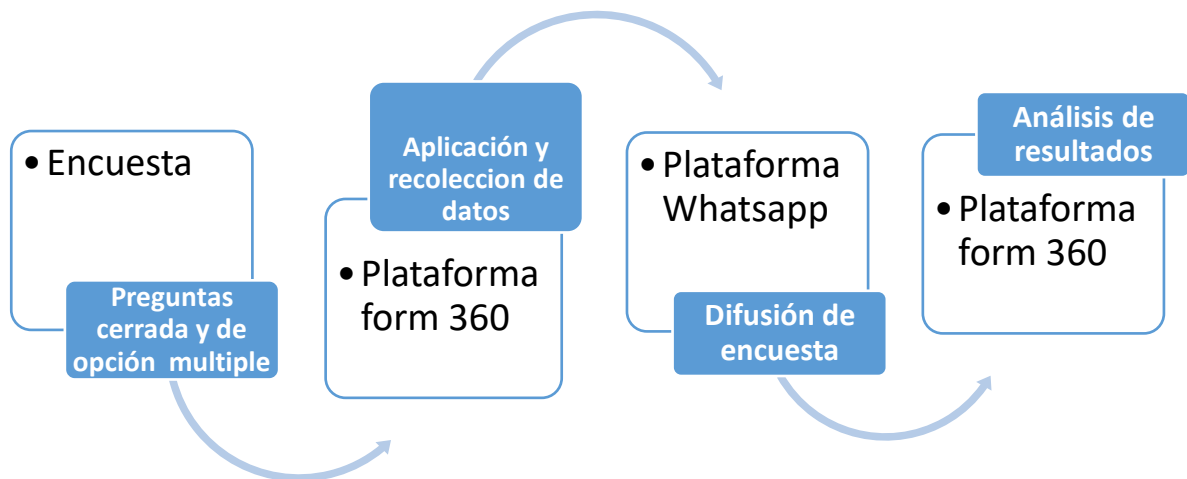 • Encuesta
Preguntas
cerrada y de
opción multiple
Aplicación y
recoleccion de
datos
• Plataforma
form 360
• Plataforma
Whatsapp
Difusión de
encuesta
Análisis de
resultados
• Plataforma
form 360